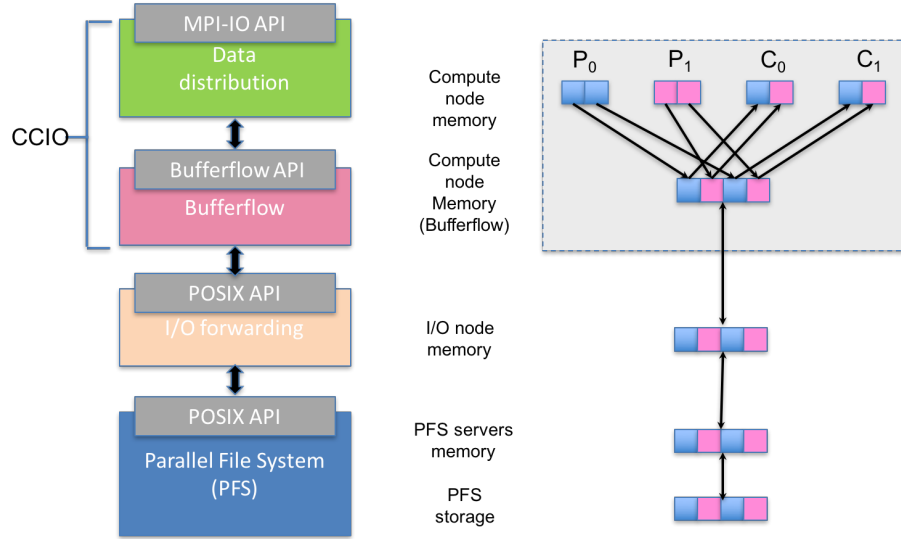 MPI-IO API
Data
distribution
CCIO
Bufferflow API
Bufferflow
POSIX API
I/O forwarding
POSIX API
Parallel File System
(PFS)
Compute
node
memory
Compute
node
Memory
(Bufferflow)
I/O node
memory
PFS servers
memory
PFS
storage
P0 P1 C0 C1